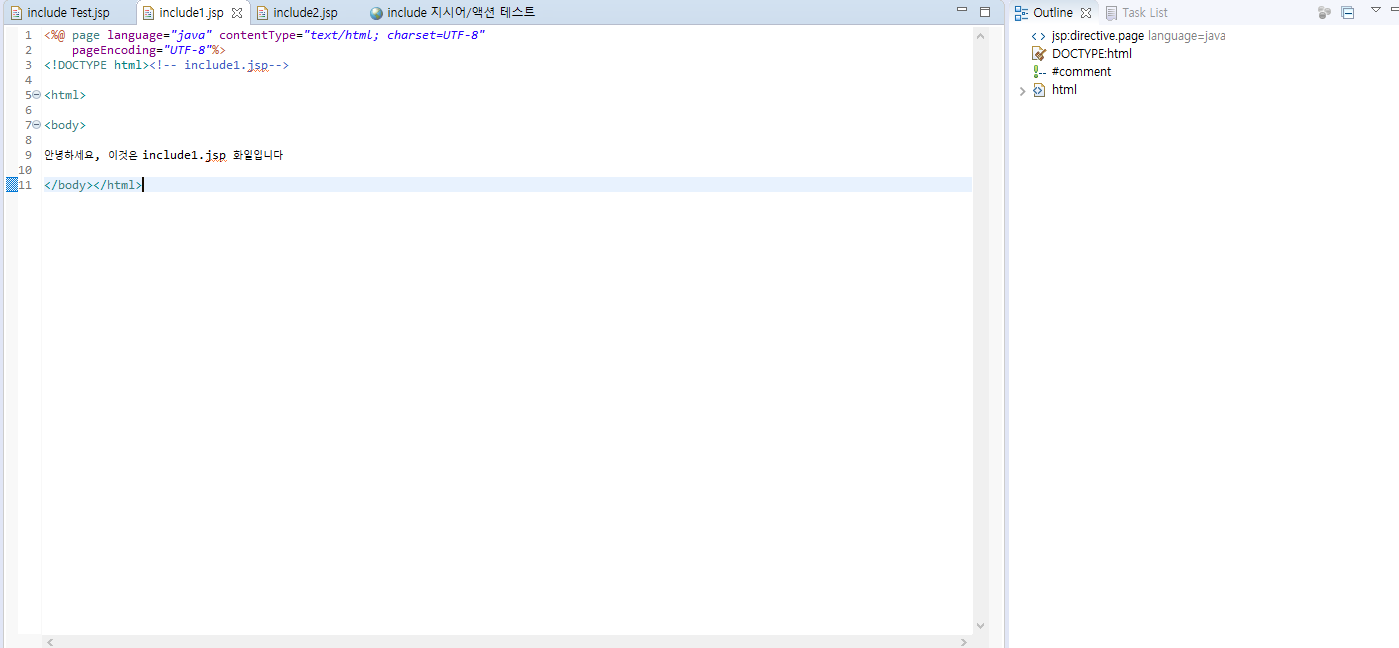 include Test.jsp include1.jsp include2.jsp include 지시어/액션 테스트
1 <%@ page language="java" contentType="text/html; charset=UTF-8"
2 pageEncoding="UTF-8"%>
3 <!DOCTYPE html><!-- include1.jsp-->
4
5 <html>
6
7 <body>
8
9 안녕하세요, 이것은 include1.jsp 화일입니다
10
11 </body></html>
Outline Task List
jsp:directive.page language=java
DOCTYPE:html
#comment
html